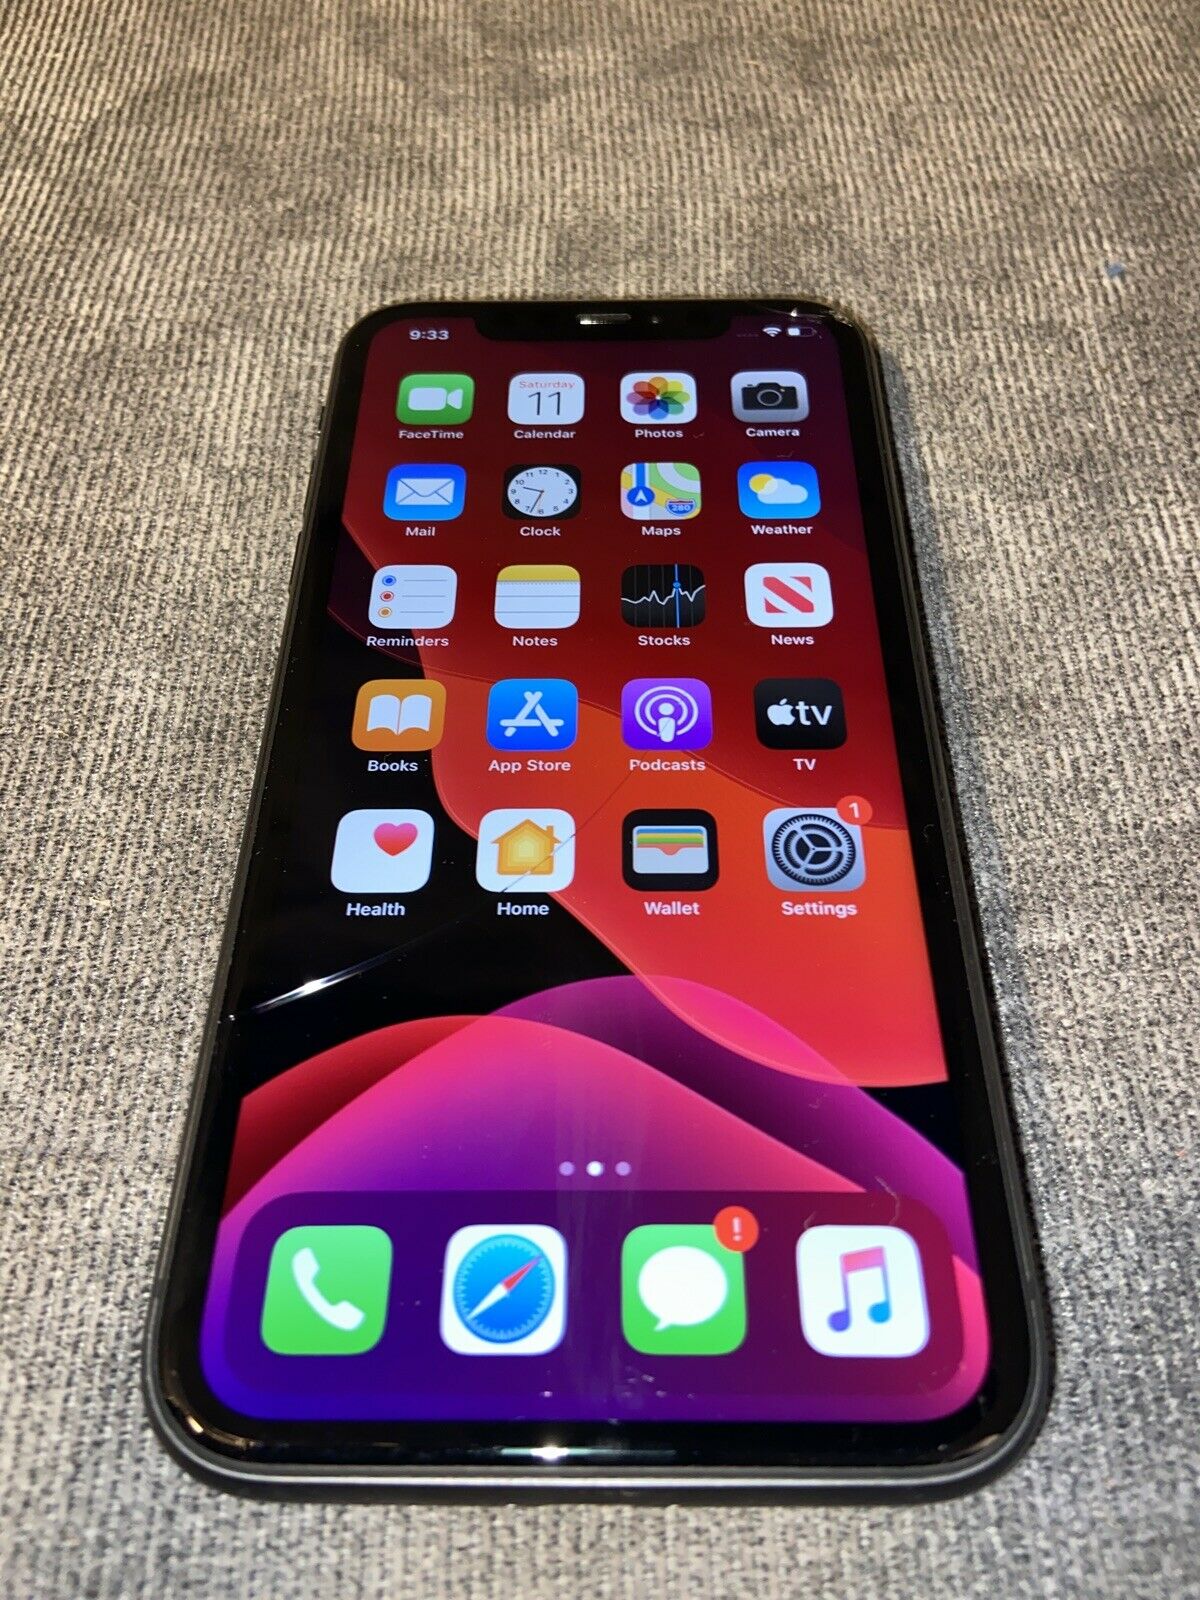 9:33
Saturday
11
FaceTime Calendar Photos Camera
280
Mail Clock Maps Weather
Reminders Notes Stocks News
tv
Books App Store Podcasts TV
1
Health Home Wallet Settings
!